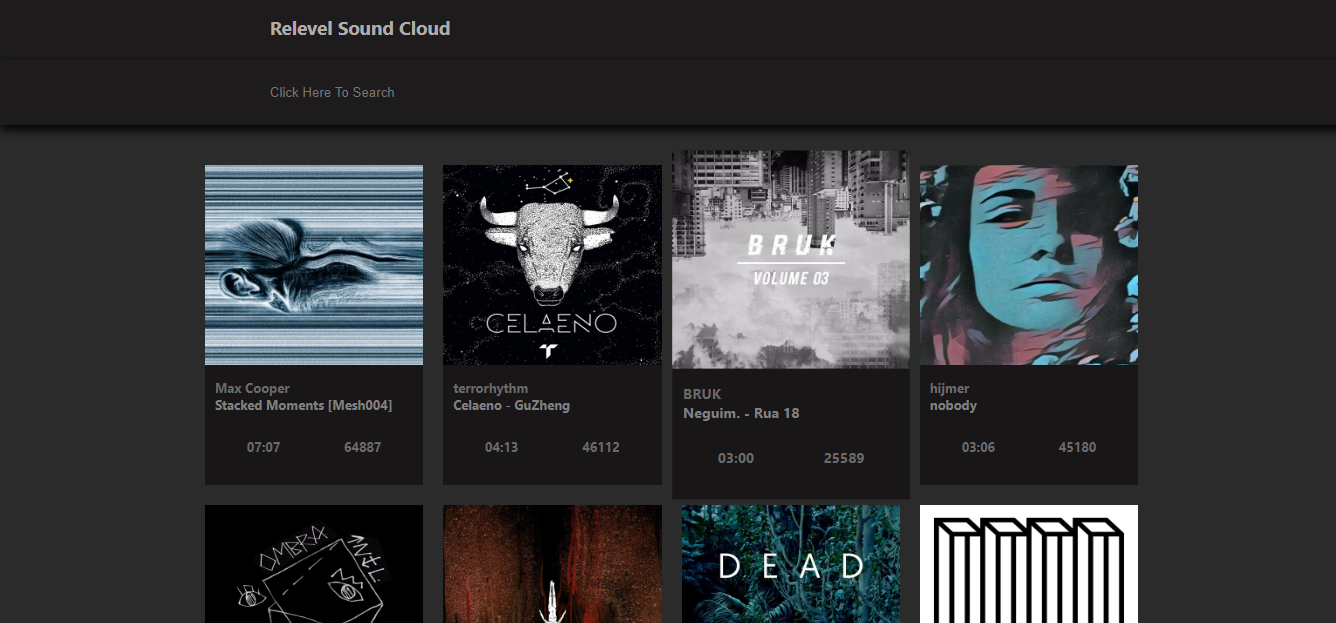 Relevel Sound Cloud
Click Here To Search
CELAENO
BRUK
VOLUME 03
Max Cooper
Stacked Moments [Mesh004]
07:07 64887
terrorhythm
Celaeno - GuZheng
04:13 46112
BRUK
Neguim. - Rua 18
03:00 25589
hijmer
nobody
03:06 45180
OMBRA
DEAD